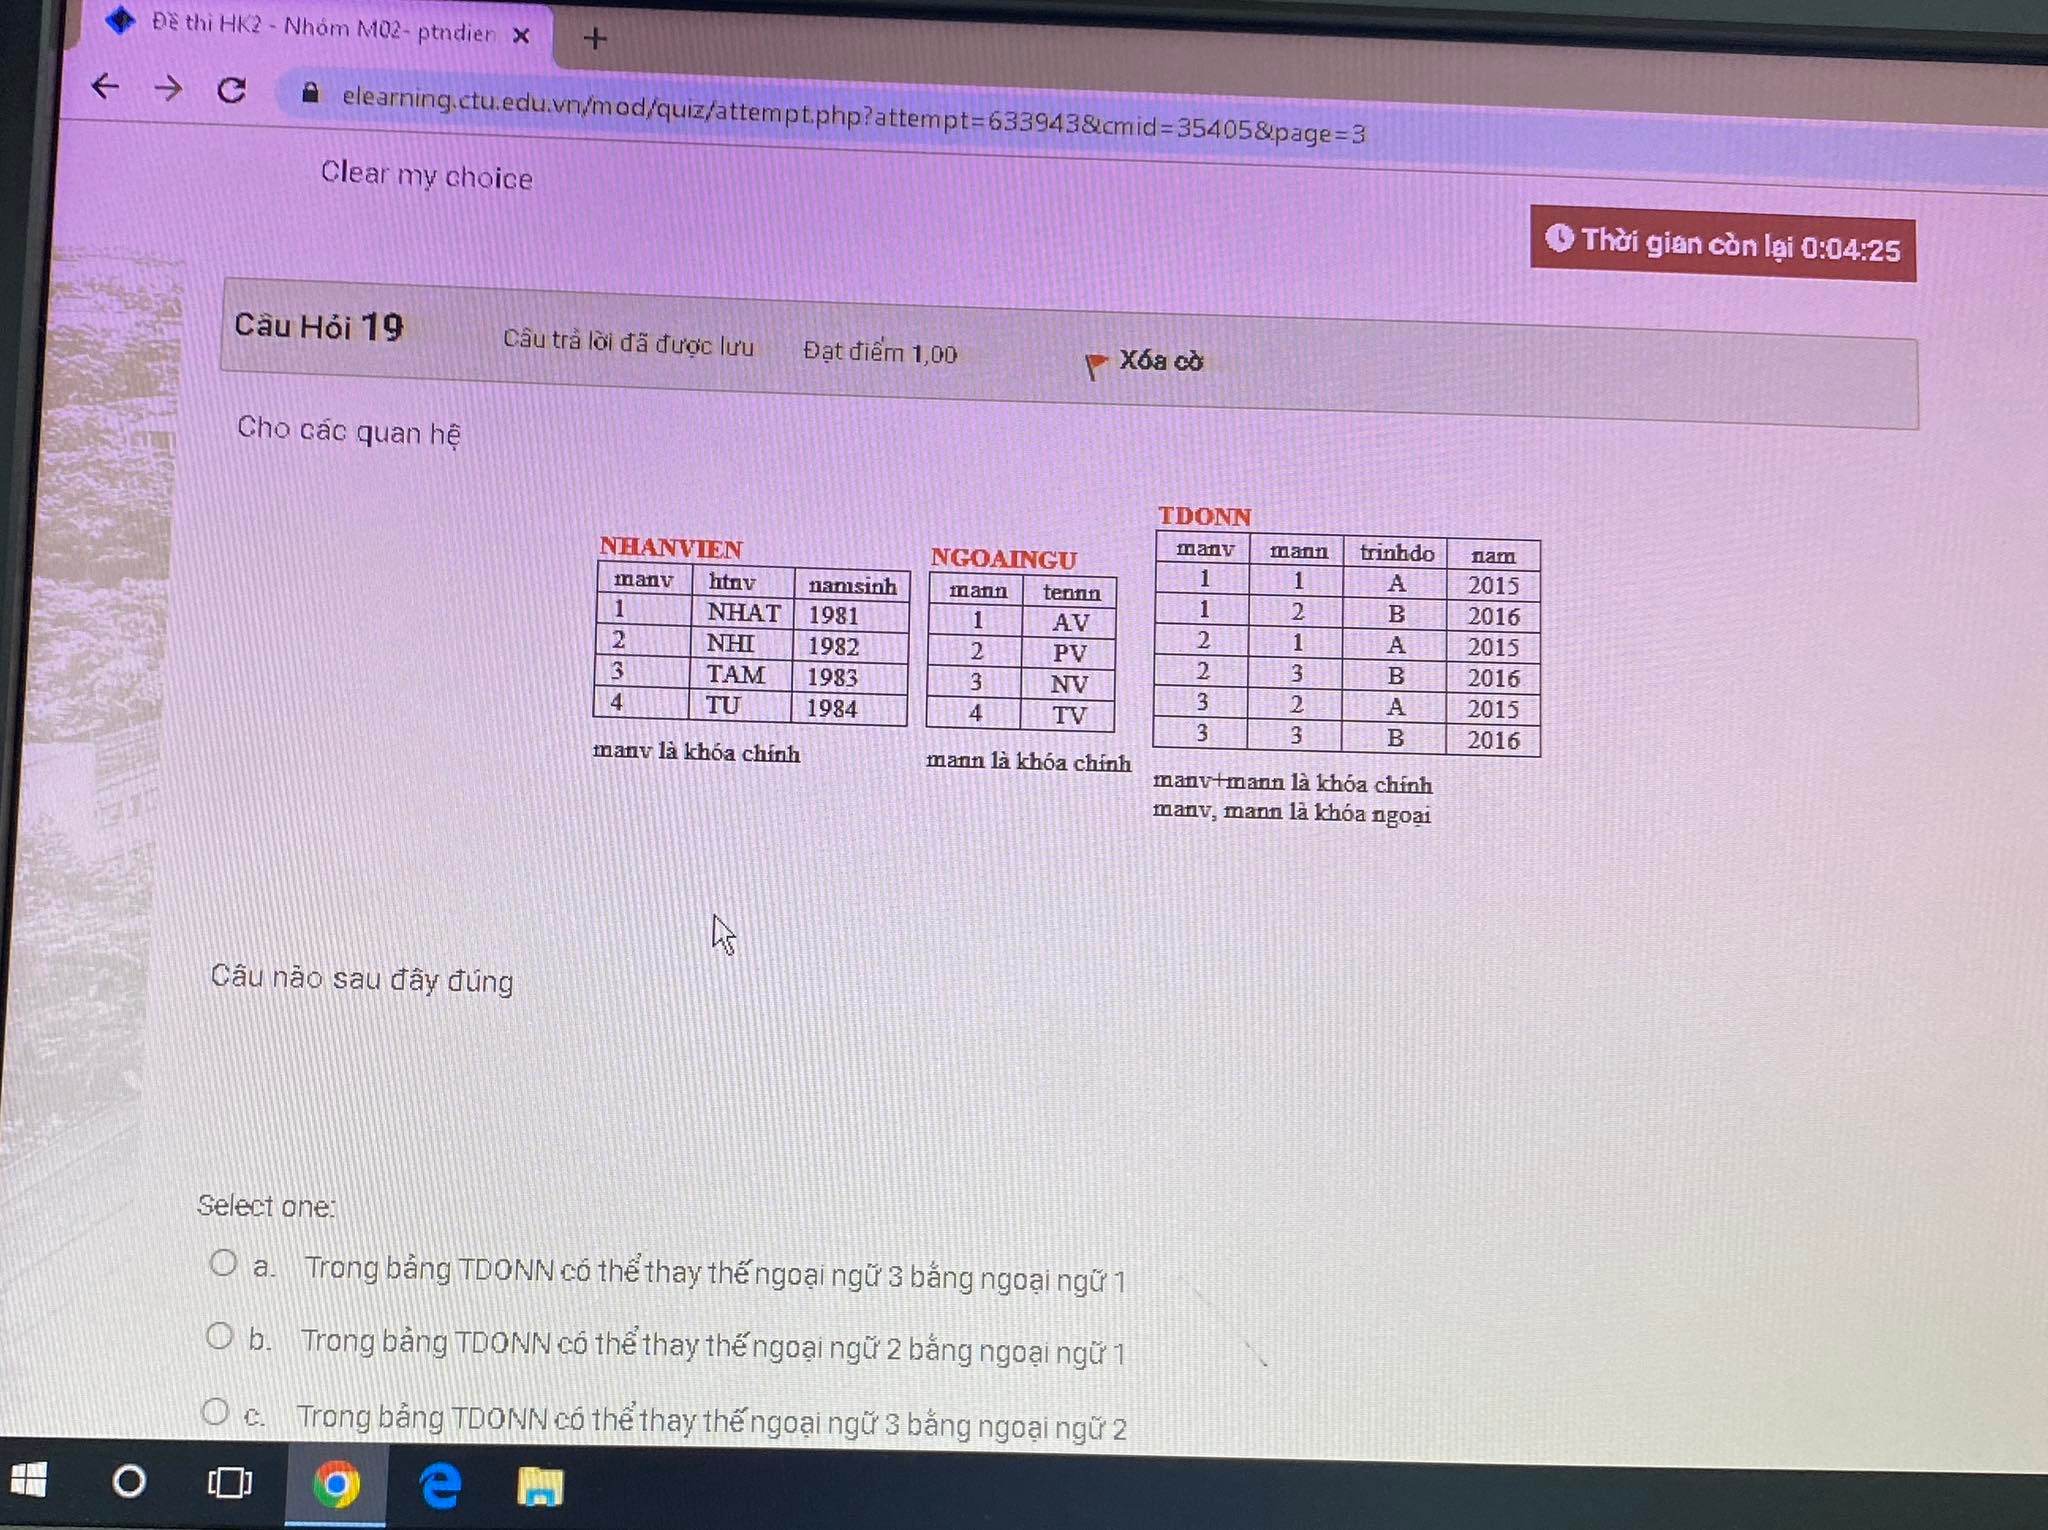 Đề thi HK2 - Nhóm M02- ptndien
elearning.ctu.edu.vn/mod/quiz/attempt.php?attempt=633943&cmid=35405&page=3
Clear my choice
Thời gian còn lại 0:04:25
Câu Hỏi 19 Câu trả lời đã được lưu Đạt điểm 1,00 Xóa cờ
Cho các quan hệ
NHANVIEN
manv htnv namsinh
1 NHAT 1981
2 NHI 1982
3 TAM 1983
4 TU 1984
manv là khóa chính
NGOAINGU
mann tennn
1 AV
2 PV
3 NV
4 TV
mann là khóa chính
TDONN
manv mann trinhdo nam
1 1 A 2015
1 2 B 2016
2 1 A 2015
2 3 B 2016
3 2 A 2015
3 3 B 2016
manv+mann là khóa chính
manv, mann là khóa ngoại
Câu nào sau đây đúng
Select one:
a. Trong bảng TDONN có thể thay thế ngoại ngữ 3 bằng ngoại ngữ 1
b. Trong bảng TDONN có thể thay thế ngoại ngữ 2 bằng ngoại ngữ 1
c. Trong bảng TDONN có thể thay thế ngoại ngữ 3 bằng ngoại ngữ 2